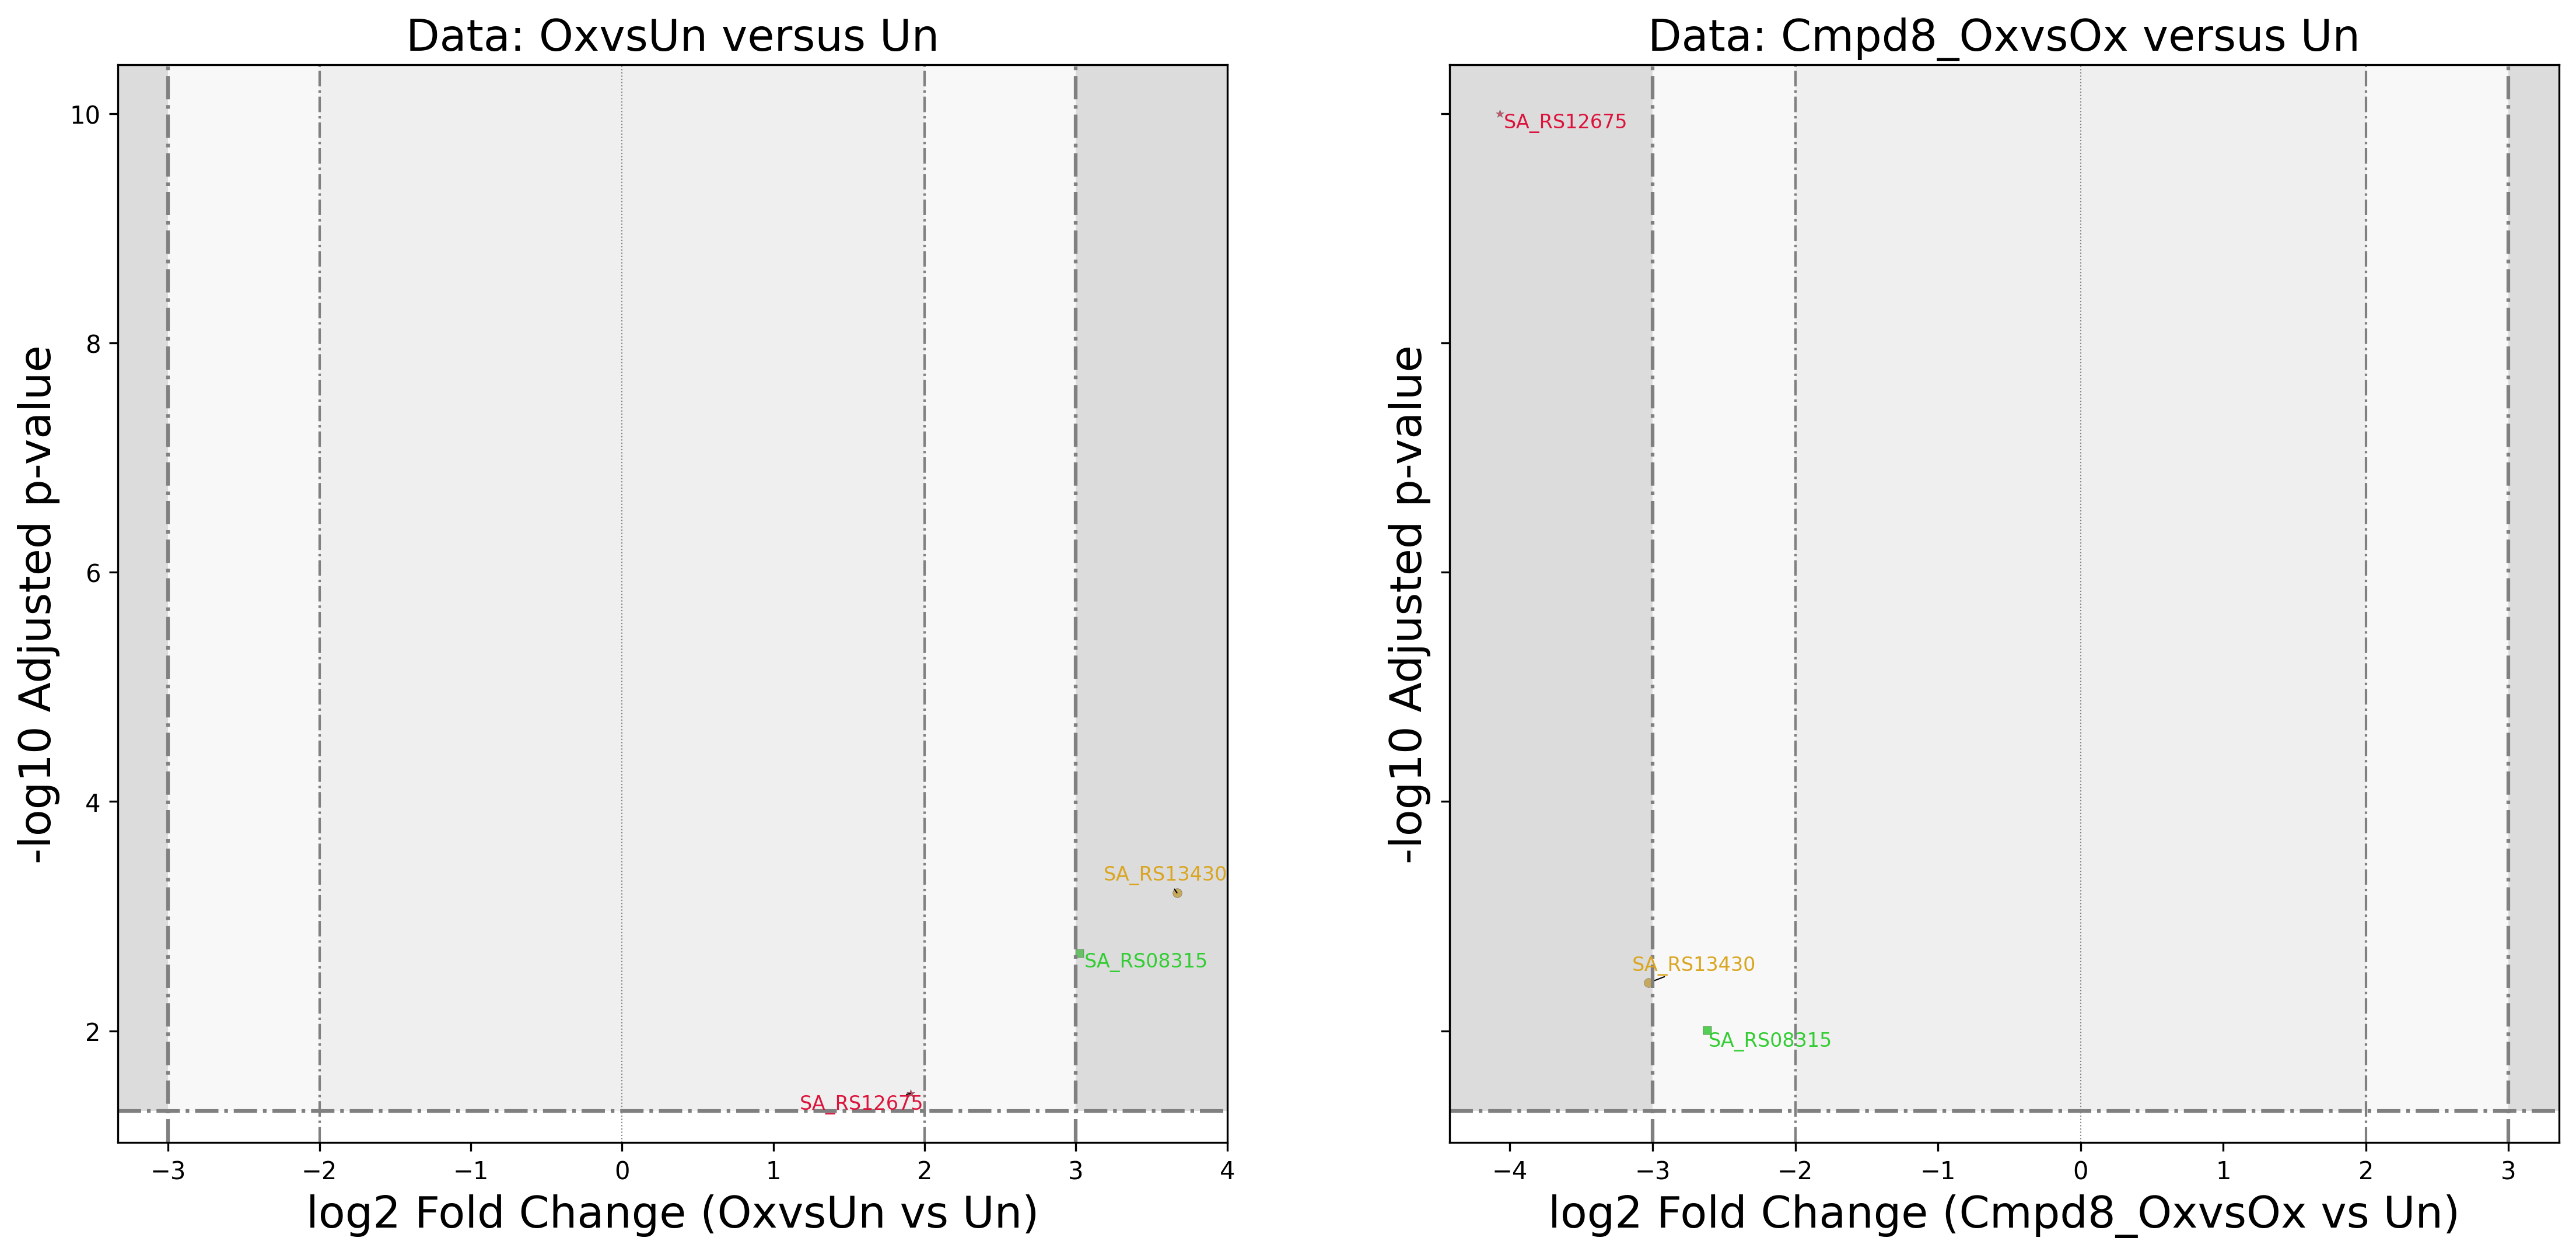 Data: OxvsUn versus Un
Data: Cmpd8_OxvsOx versus Un
-log10 Adjusted p-value
10
8
6
4
2
SA_RS13430
SA_RS08315
SA_RS12675
−3
−2
−1
0
1
2
3
4
log2 Fold Change (OxvsUn vs Un)
-log10 Adjusted p-value
SA_RS12675
SA_RS13430
SA_RS08315
−4
−3
−2
−1
0
1
2
3
log2 Fold Change (Cmpd8_OxvsOx vs Un)